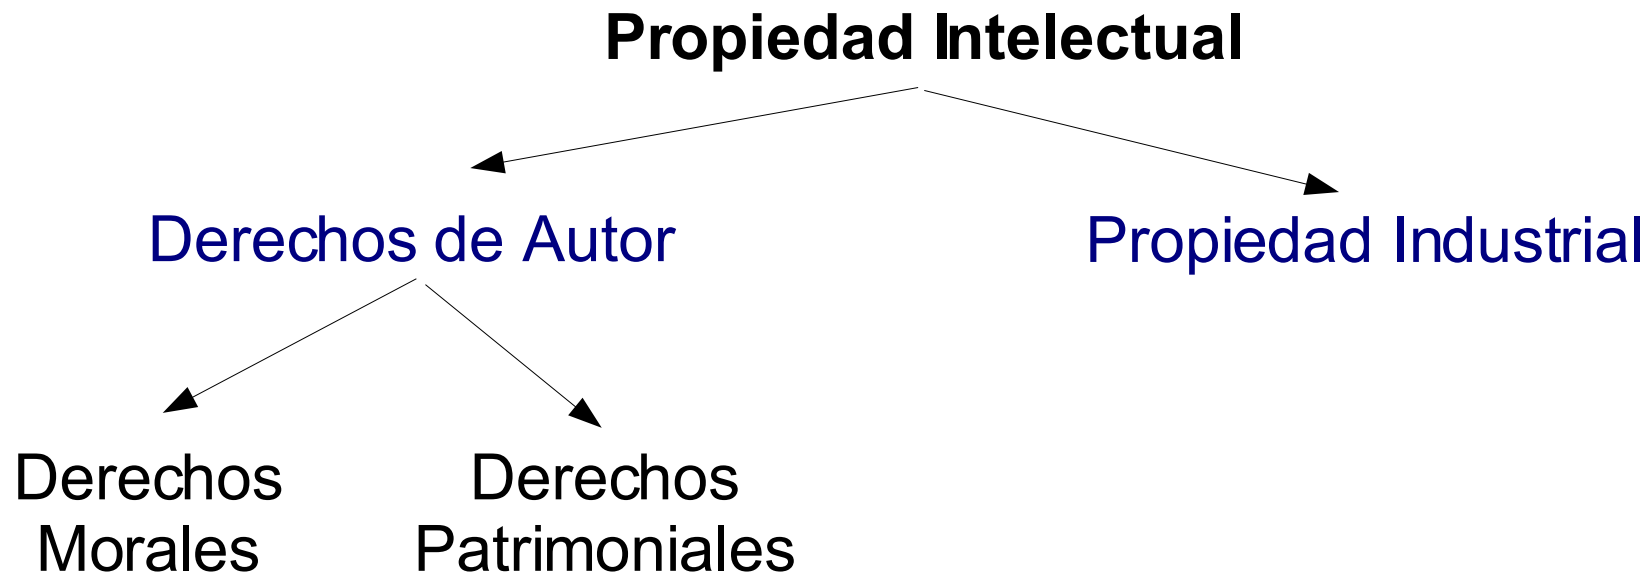 Propiedad Intelectual
Derechos de Autor
Propiedad Industrial
Derechos
Morales
Derechos
Patrimoniales